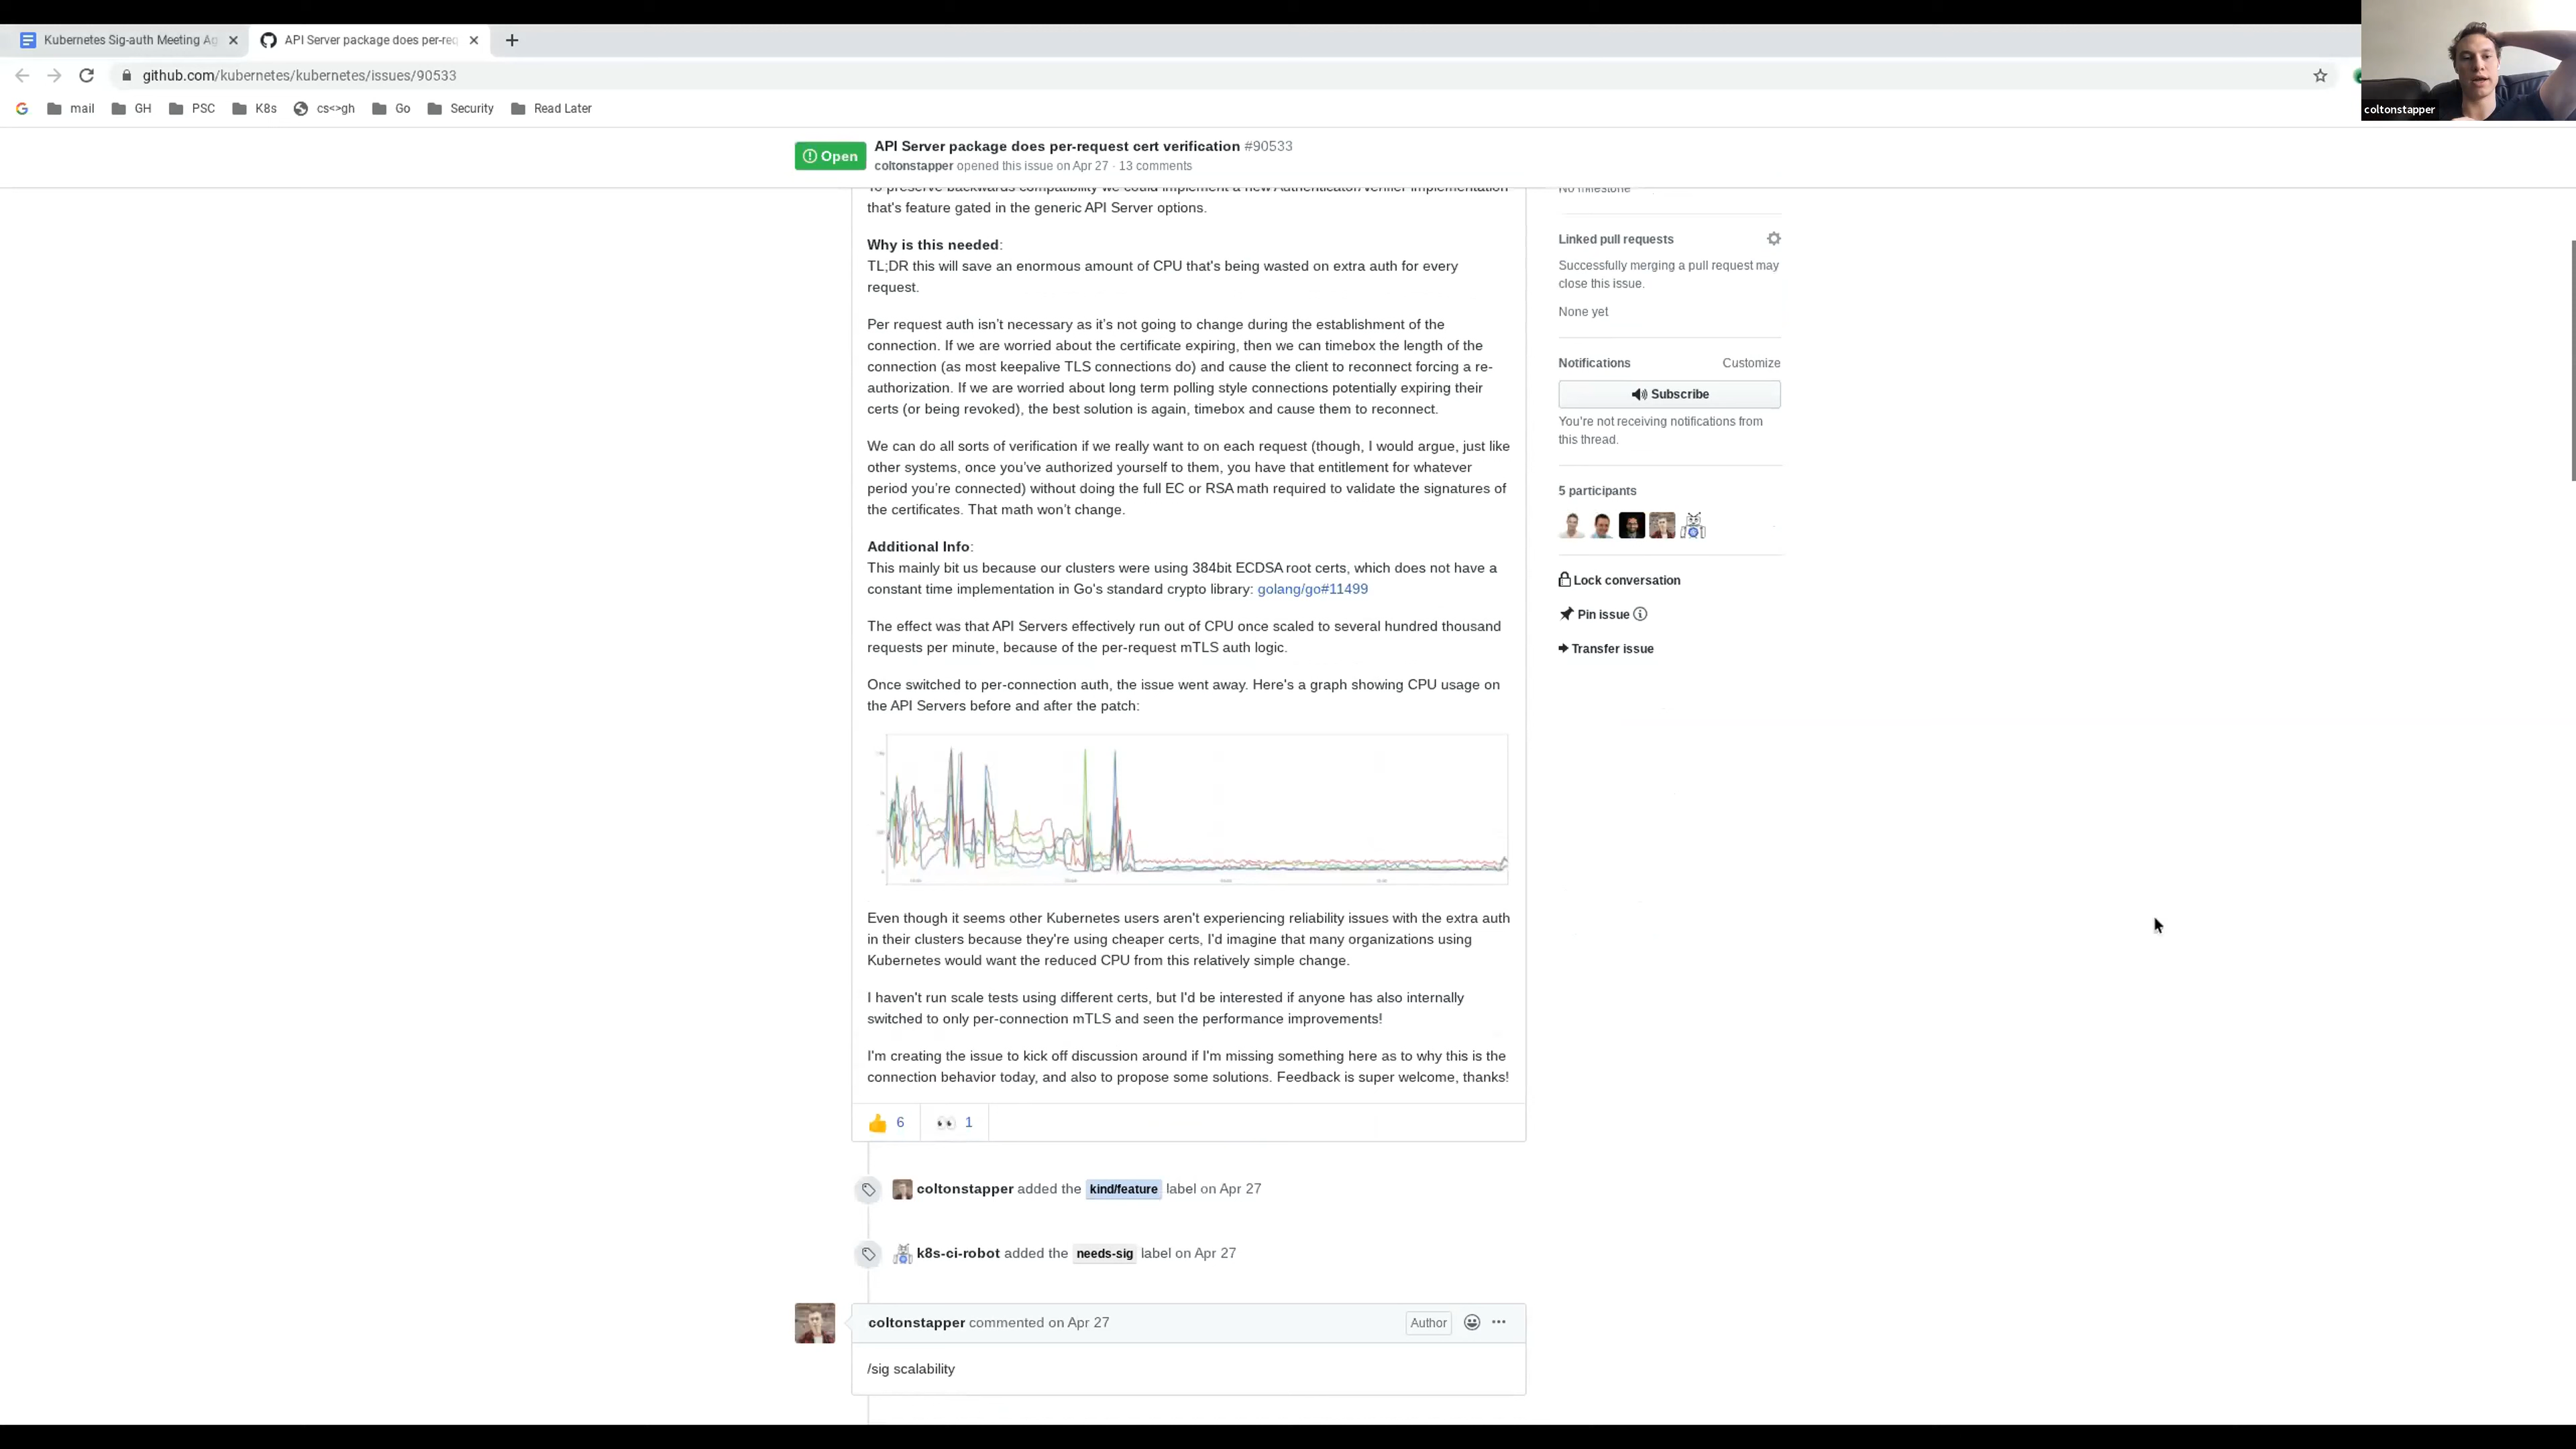 Kubernetes Sig-auth Meeting Ag
API Server package does per-req
github.com/kubernetes/kubernetes/issues/90533
mail GH PSC K8s cs<>gh Go Security Read Later
coltonstapper
Open
API Server package does per-request cert verification #90533
coltonstapper opened this issue on Apr 27 · 13 comments
To preserve backwards compatibility we could implement a new Authenticator/Verifier implementation
that's feature gated in the generic API Server options.
Why is this needed:
TL;DR this will save an enormous amount of CPU that's being wasted on extra auth for every
request.
Per request auth isn’t necessary as it’s not going to change during the establishment of the
connection. If we are worried about the certificate expiring, then we can timebox the length of the
connection (as most keepalive TLS connections do) and cause the client to reconnect forcing a re-
authorization. If we are worried about long term polling style connections potentially expiring their
certs (or being revoked), the best solution is again, timebox and cause them to reconnect.
We can do all sorts of verification if we really want to on each request (though, I would argue, just like
other systems, once you’ve authorized yourself to them, you have that entitlement for whatever
period you’re connected) without doing the full EC or RSA math required to validate the signatures of
the certificates. That math won’t change.
Additional Info:
This mainly bit us because our clusters were using 384bit ECDSA root certs, which does not have a
constant time implementation in Go's standard crypto library: golang/go#11499
The effect was that API Servers effectively run out of CPU once scaled to several hundred thousand
requests per minute, because of the per-request mTLS auth logic.
Once switched to per-connection auth, the issue went away. Here's a graph showing CPU usage on
the API Servers before and after the patch:
Even though it seems other Kubernetes users aren't experiencing reliability issues with the extra auth
in their clusters because they're using cheaper certs, I'd imagine that many organizations using
Kubernetes would want the reduced CPU from this relatively simple change.
I haven't run scale tests using different certs, but I'd be interested if anyone has also internally
switched to only per-connection mTLS and seen the performance improvements!
I'm creating the issue to kick off discussion around if I'm missing something here as to why this is the
connection behavior today, and also to propose some solutions. Feedback is super welcome, thanks!
6 1
coltonstapper added the kind/feature label on Apr 27
k8s-ci-robot added the needs-sig label on Apr 27
coltonstapper commented on Apr 27
Author
/sig scalability
No milestone
Linked pull requests
Successfully merging a pull request may
close this issue.
None yet
Notifications Customize
Subscribe
You're not receiving notifications from
this thread.
5 participants
Lock conversation
Pin issue
Transfer issue